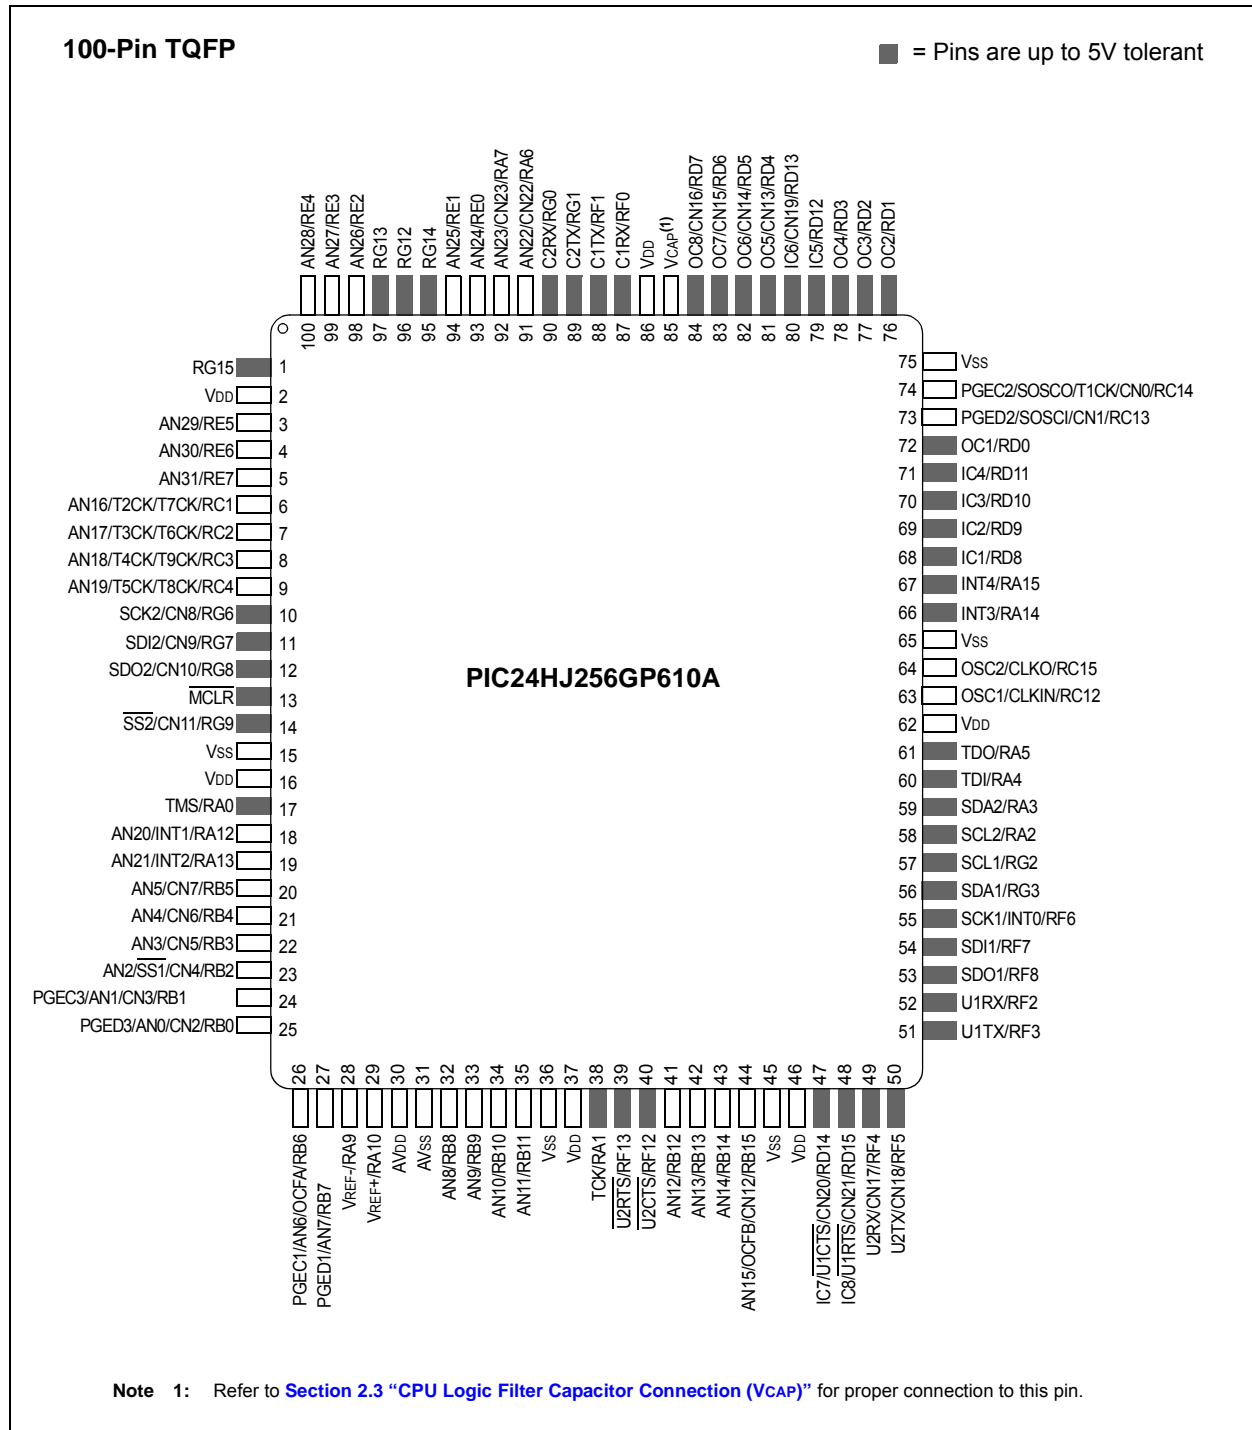 100-Pin TQFP
= Pins are up to 5V tolerant
AN28/RE4
AN27/RE3
AN26/RE2
RG13
RG12
RG14
AN25/RE1
AN24/RE0
AN23/CN23/RA7
AN22/CN22/RA6
C2RX/RG0
C2TX/RG1
C1TX/RF1
C1RX/RF0
VDD
VCAP(1)
OC8/CN16/RD7
OC7/CN15/RD6
OC6/CN14/RD5
OC5/CN13/RD4
IC6/CN19/RD13
IC5/RD12
OC4/RD3
OC3/RD2
OC2/RD1
100
99
98
97
96
95
94
93
92
91
90
89
88
87
86
85
84
83
82
81
80
79
78
77
76
RG15 1
VDD 2
AN29/RE5 3
AN30/RE6 4
AN31/RE7 5
AN16/T2CK/T7CK/RC1 6
AN17/T3CK/T6CK/RC2 7
AN18/T4CK/T9CK/RC3 8
AN19/T5CK/T8CK/RC4 9
SCK2/CN8/RG6 10
SDI2/CN9/RG7 11
SDO2/CN10/RG8 12
MCLR 13
SS2/CN11/RG9 14
VSS 15
VDD 16
TMS/RA0 17
AN20/INT1/RA12 18
AN21/INT2/RA13 19
AN5/CN7/RB5 20
AN4/CN6/RB4 21
AN3/CN5/RB3 22
AN2/SS1/CN4/RB2 23
PGEC3/AN1/CN3/RB1 24
PGED3/AN0/CN2/RB0 25
PIC24HJ256GP610A
75 VSS
74 PGEC2/SOSCO/T1CK/CN0/RC14
73 PGED2/SOSCI/CN1/RC13
72 OC1/RD0
71 IC4/RD11
70 IC3/RD10
69 IC2/RD9
68 IC1/RD8
67 INT4/RA15
66 INT3/RA14
65 VSS
64 OSC2/CLKO/RC15
63 OSC1/CLKIN/RC12
62 VDD
61 TDO/RA5
60 TDI/RA4
59 SDA2/RA3
58 SCL2/RA2
57 SCL1/RG2
56 SDA1/RG3
55 SCK1/INT0/RF6
54 SDI1/RF7
53 SDO1/RF8
52 U1RX/RF2
51 U1TX/RF3
26
27
28
29
30
31
32
33
34
35
36
37
38
39
40
41
42
43
44
45
46
47
48
49
50
PGEC1/AN6/OCFA/RB6
PGED1/AN7/RB7
VREF-/RA9
VREF+/RA10
AVDD
AVSS
AN8/RB8
AN9/RB9
AN10/RB10
AN11/RB11
VSS
VDD
TCK/RA1
U2RTS/RF13
U2CTS/RF12
AN12/RB12
AN13/RB13
AN14/RB14
AN15/OCFB/CN12/RB15
VSS
VDD
IC7/U1CTS/CN20/RD14
IC8/U1RTS/CN21/RD15
U2RX/CN17/RF4
U2TX/CN18/RF5
Note 1: Refer to Section 2.3 “CPU Logic Filter Capacitor Connection (VCAP)” for proper connection to this pin.